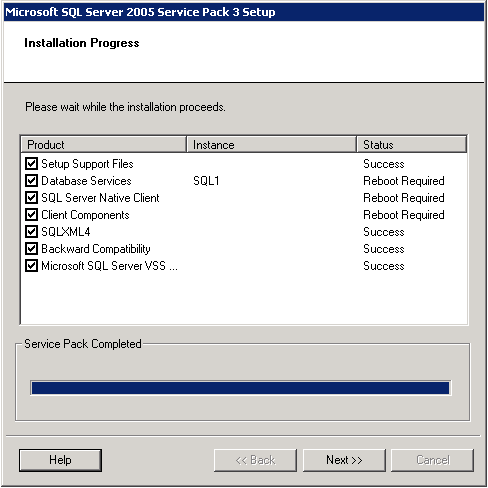 Microsoft SQL Server 2005 Service Pack 3 Setup
Installation Progress
Please wait while the installation proceeds.
Product Instance Status
Setup Support Files Success
Database Services SQL1 Reboot Required
SQL Server Native Client Reboot Required
Client Components Reboot Required
SQLXML4 Success
Backward Compatibility Success
Microsoft SQL Server VSS ... Success
Service Pack Completed
Help << Back Next >> Cancel